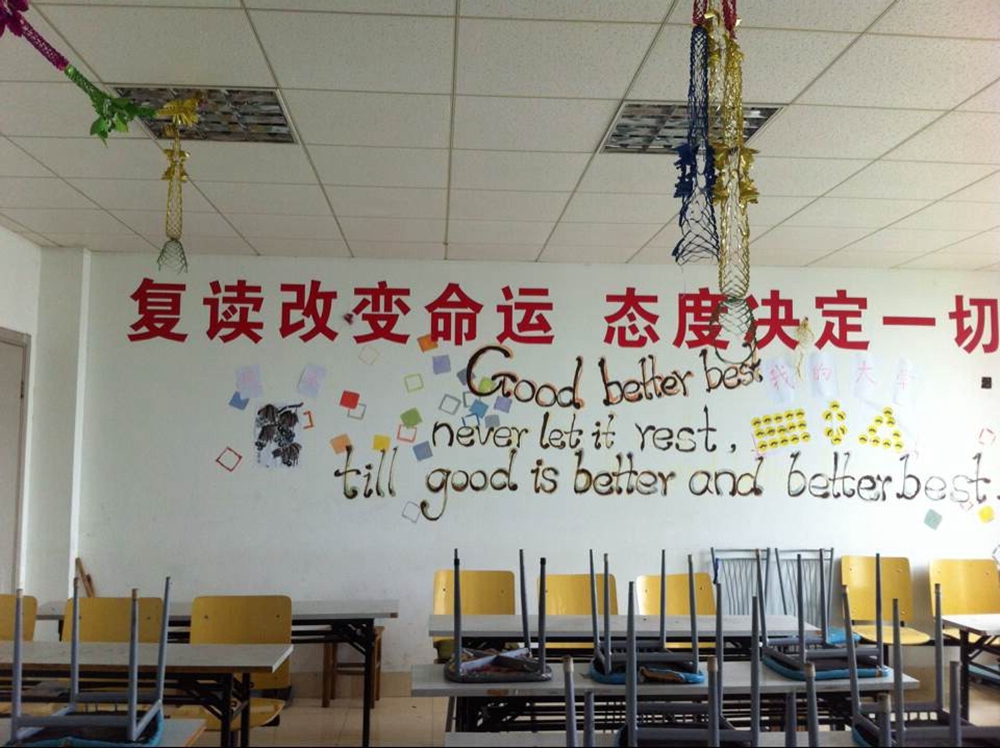 复读改变命运 态度决定一切
Good better best
我的大学
never let it rest,
till good is better and better best.